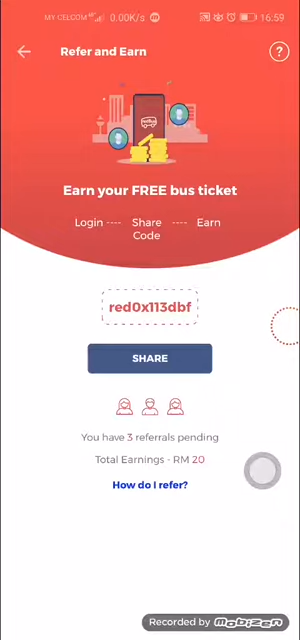 MY CELCOM 0.00K/s 16:59
Refer and Earn ?
Earn your FREE bus ticket
Login ---- Share ---- Earn
Code
red0x113dbf
SHARE
You have 3 referrals pending
Total Earnings - RM 20
How do I refer?
Recorded by mobizen